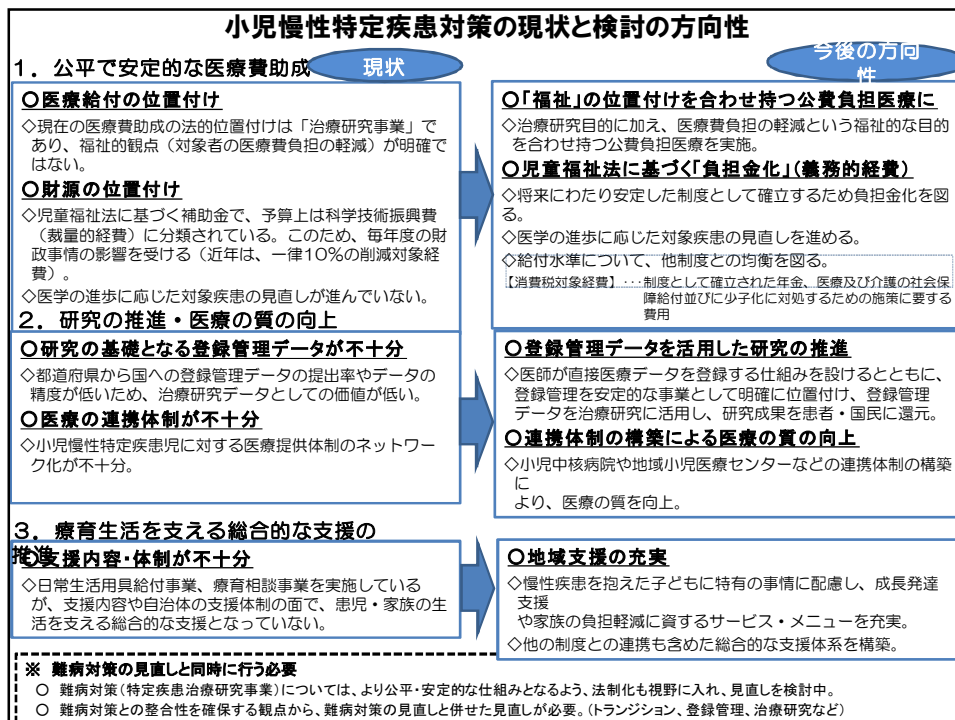 小児慢性特定疾患対策の現状と検討の方向性
１．公平で安定的な医療費助成
現状
今後の方向
性
○医療給付の位置付け
◇現在の医療費助成の法的位置付けは「治療研究事業」で
あり、福祉的観点（対象者の医療費負担の軽減）が明確で
はない。
○財源の位置付け
◇児童福祉法に基づく補助金で、予算上は科学技術振興費
（裁量的経費）に分類されている。このため、毎年度の財
政事情の影響を受ける（近年は、一律10％の削減対象経
費）。
◇医学の進歩に応じた対象疾患の見直しが進んでいない。
○「福祉」の位置付けを合わせ持つ公費負担医療に
◇治療研究目的に加え、医療費負担の軽減という福祉的な目的
を合わせ持つ公費負担医療を実施。
○児童福祉法に基づく「負担金化」（義務的経費）
◇将来にわたり安定した制度として確立するため負担金化を図
る。
◇医学の進歩に応じた対象疾患の見直しを進める。
◇給付水準について、他制度との均衡を図る。
【消費税対象経費】･･･制度として確立された年金、医療及び介護の社会保
障給付並びに少子化に対処するための施策に要する
費用
２．研究の推進・医療の質の向上
○研究の基礎となる登録管理データが不十分
◇都道府県から国への登録管理データの提出率やデータの
精度が低いため、治療研究データとしての価値が低い。
○医療の連携体制が不十分
◇小児慢性特定疾患児に対する医療提供体制のネットワー
ク化が不十分。
○登録管理データを活用した研究の推進
◇医師が直接医療データを登録する仕組みを設けるとともに、
登録管理を安定的な事業として明確に位置付け、登録管理
データを治療研究に活用し、研究成果を患者・国民に還元。
○連携体制の構築による医療の質の向上
◇小児中核病院や地域小児医療センターなどの連携体制の構築
に
より、医療の質を向上。
３．療育生活を支える総合的な支援の
推進
○支援内容・体制が不十分
◇日常生活用具給付事業、療育相談事業を実施している
が、支援内容や自治体の支援体制の面で、患児・家族の生
活を支える総合的な支援となっていない。
○地域支援の充実
◇慢性疾患を抱えた子どもに特有の事情に配慮し、成長発達
支援
や家族の負担軽減に資するサービス・メニューを充実。
◇他の制度との連携も含めた総合的な支援体系を構築。
※ 難病対策の見直しと同時に行う必要
○ 難病対策（特定疾患治療研究事業）については、より公平・安定的な仕組みとなるよう、法制化も視野に入れ、見直しを検討中。
○ 難病対策との整合性を確保する観点から、難病対策の見直しと併せた見直しが必要。（トランジション、登録管理、治療研究など）